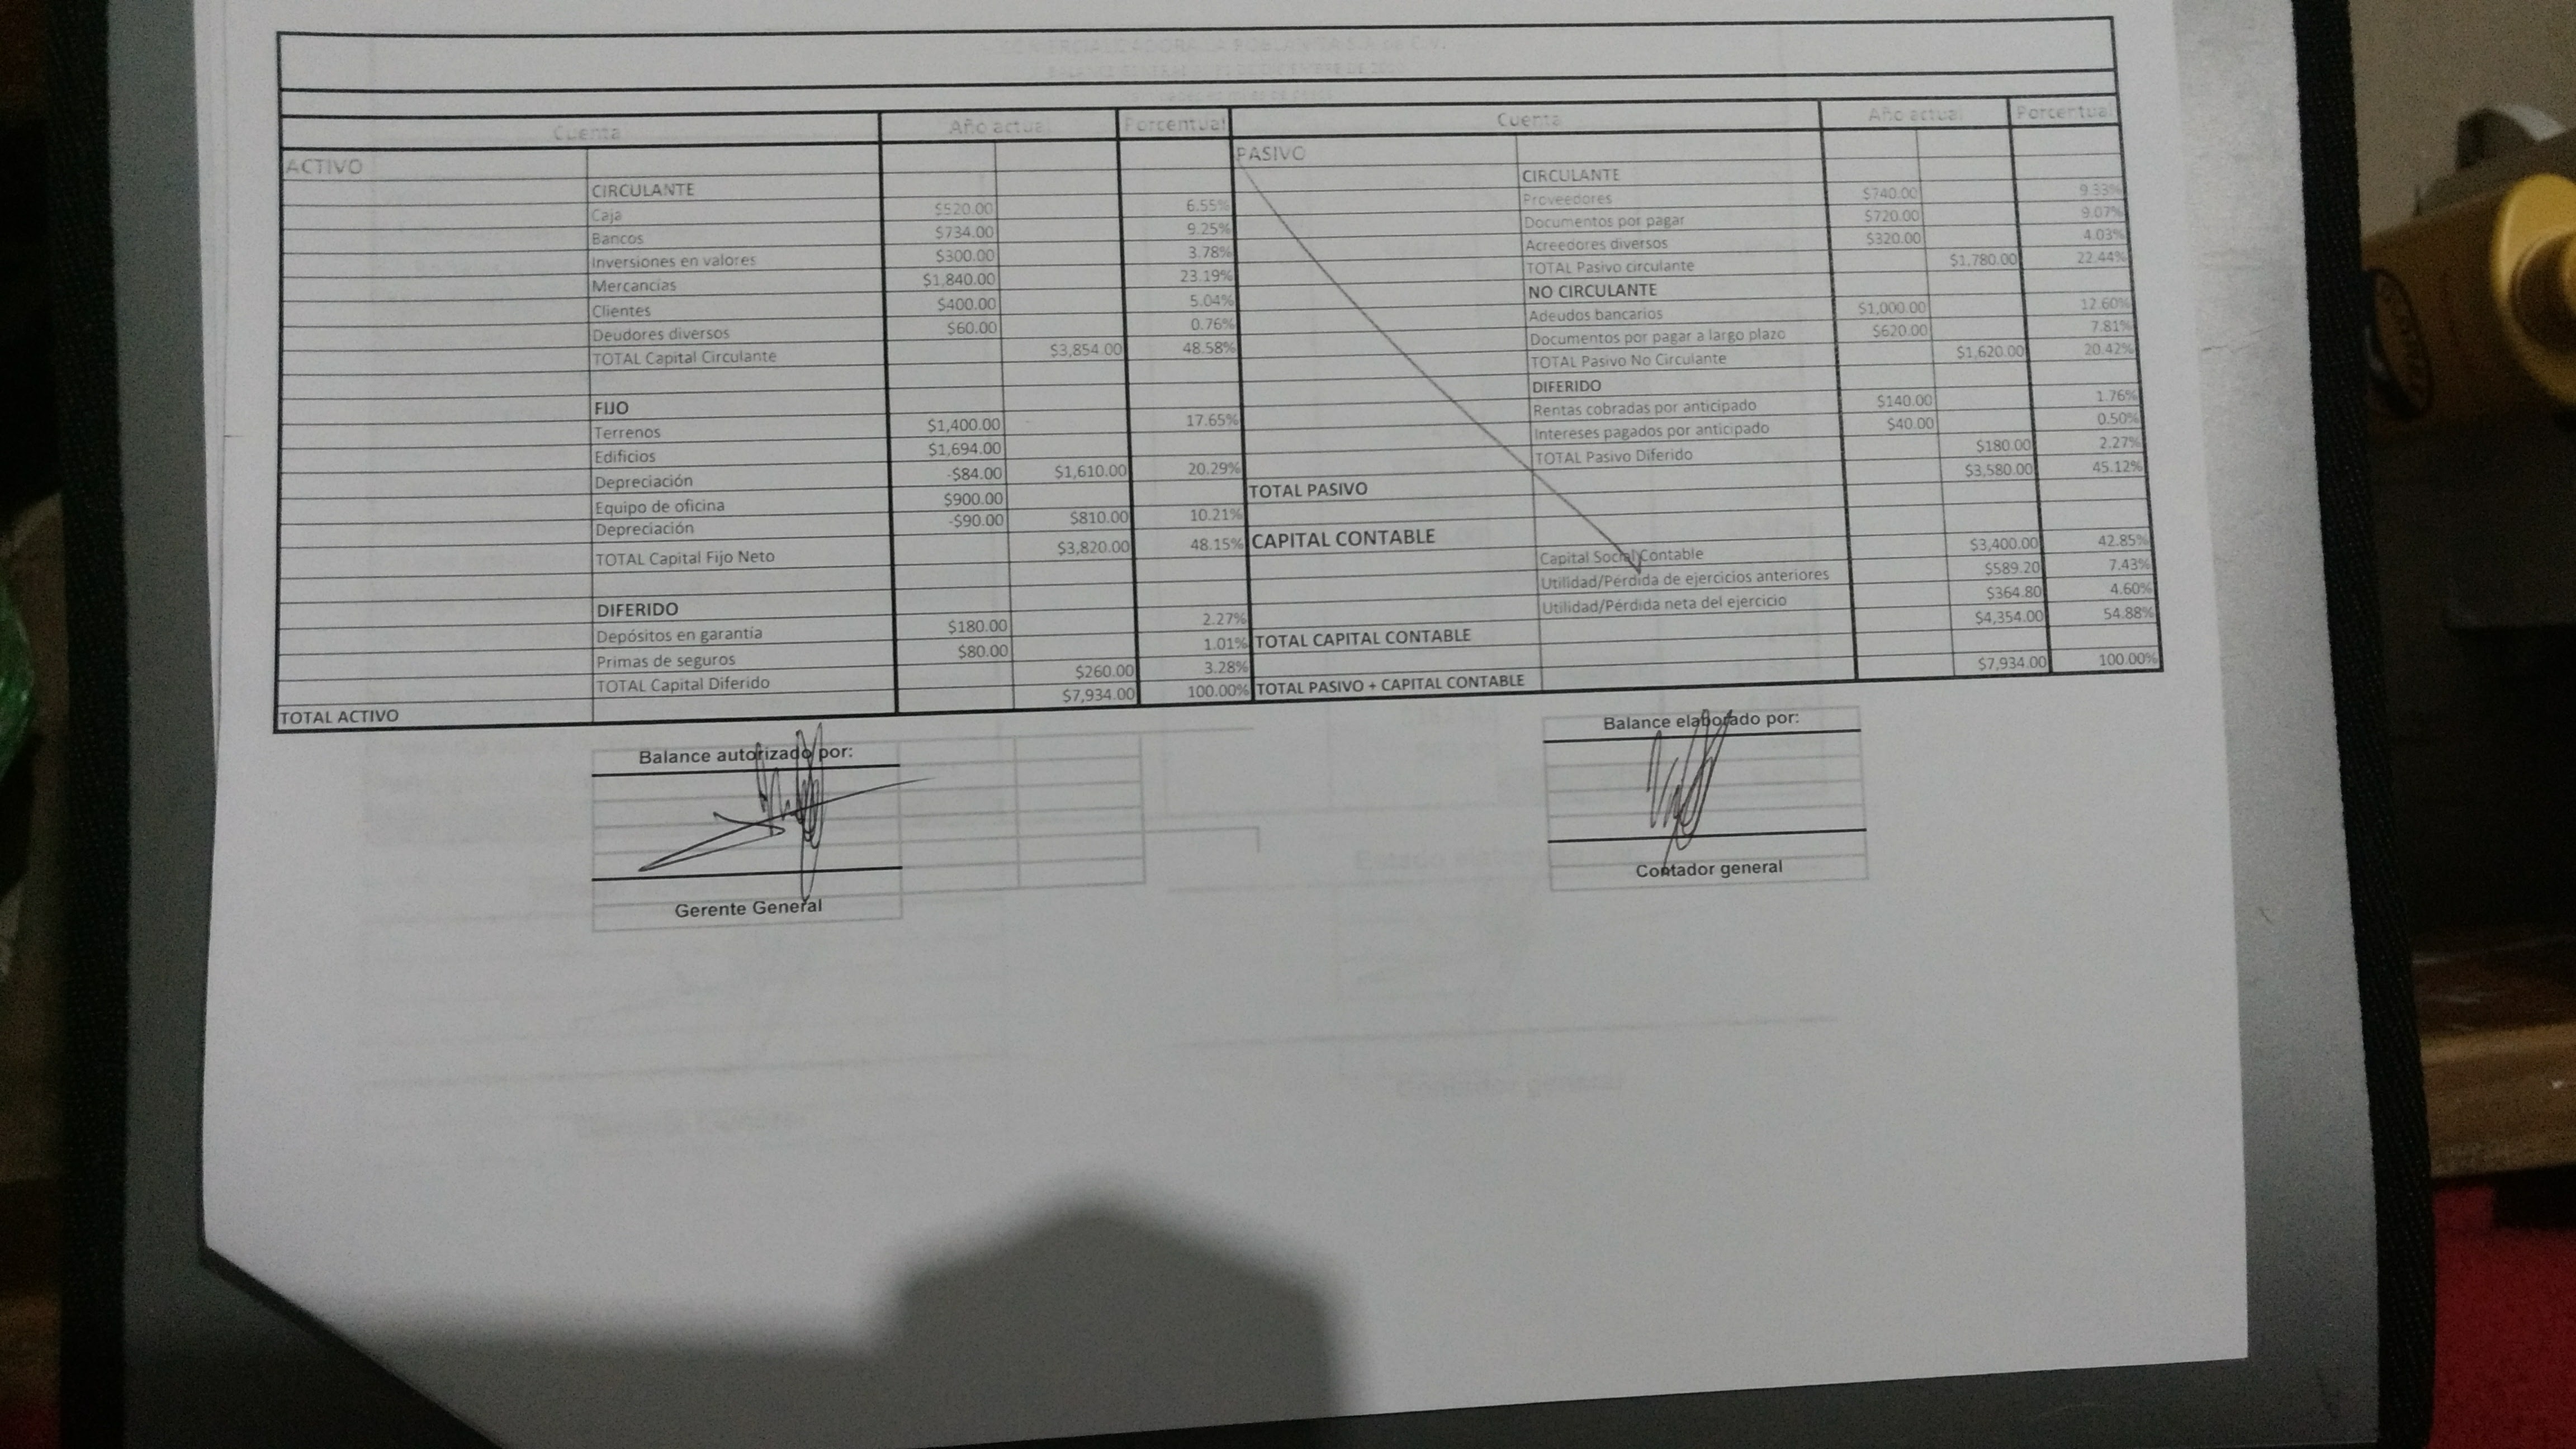 Cuenta Año actual Porcentual Cuenta Año actual Porcentual
ACTIVO PASIVO
CIRCULANTE CIRCULANTE
Caja $520.00 6.55% Proveedores $740.00 9.33%
Bancos $734.00 9.25% Documentos por pagar $720.00 9.07%
Inversiones en valores $300.00 3.78% Acreedores diversos $320.00 4.03%
Mercancias $1,840.00 23.19% TOTAL Pasivo circulante $1,780.00 22.44%
Clientes $400.00 5.04% NO CIRCULANTE
Deudores diversos $60.00 0.76% Adeudos bancarios $1,000.00 12.60%
TOTAL Capital Circulante $3,854.00 48.58% Documentos por pagar a largo plazo $620.00 7.81%
TOTAL Pasivo No Circulante $1,620.00 20.42%
FIJO DIFERIDO
Terrenos $1,400.00 17.65% Rentas cobradas por anticipado $140.00 1.76%
Edificios $1,694.00 Intereses pagados por anticipado $40.00 0.50%
Depreciación -$84.00 $1,610.00 20.29% TOTAL Pasivo Diferido $180.00 2.27%
Equipo de oficina $900.00 TOTAL PASIVO $3,580.00 45.12%
Depreciación -$90.00 $810.00 10.21%
TOTAL Capital Fijo Neto $3,820.00 48.15% CAPITAL CONTABLE
Capital Social Contable $3,400.00 42.85%
DIFERIDO Utilidad/Pérdida de ejercicios anteriores $589.20 7.43%
Depósitos en garantia $180.00 2.27% Utilidad/Pérdida neta del ejercicio $364.80 4.60%
Primas de seguros $80.00 1.01% TOTAL CAPITAL CONTABLE $4,354.00 54.88%
TOTAL Capital Diferido $260.00 3.28%
TOTAL ACTIVO $7,934.00 100.00% TOTAL PASIVO + CAPITAL CONTABLE $7,934.00 100.00%
Balance autorizado por: Balance elaborado por:
Gerente General Contador general